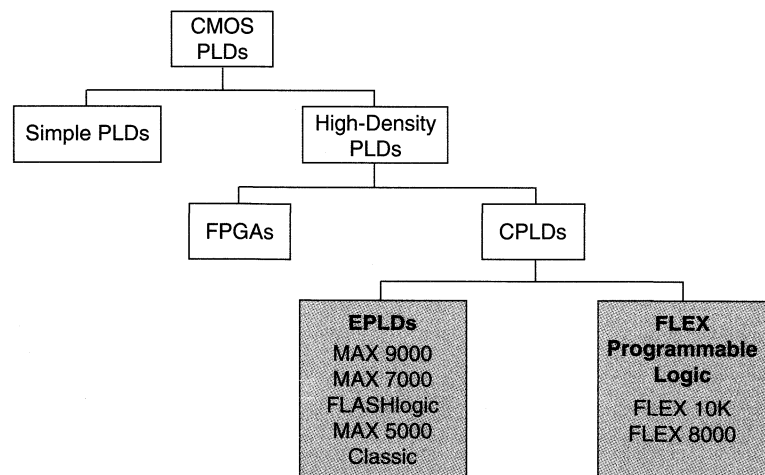 CMOS
PLDs
Simple PLDs
High-Density
PLDs
FPGAs
CPLDs
EPLDs
MAX 9000
MAX 7000
FLASHlogic
MAX 5000
Classic
FLEX
Programmable
Logic
FLEX 10K
FLEX 8000